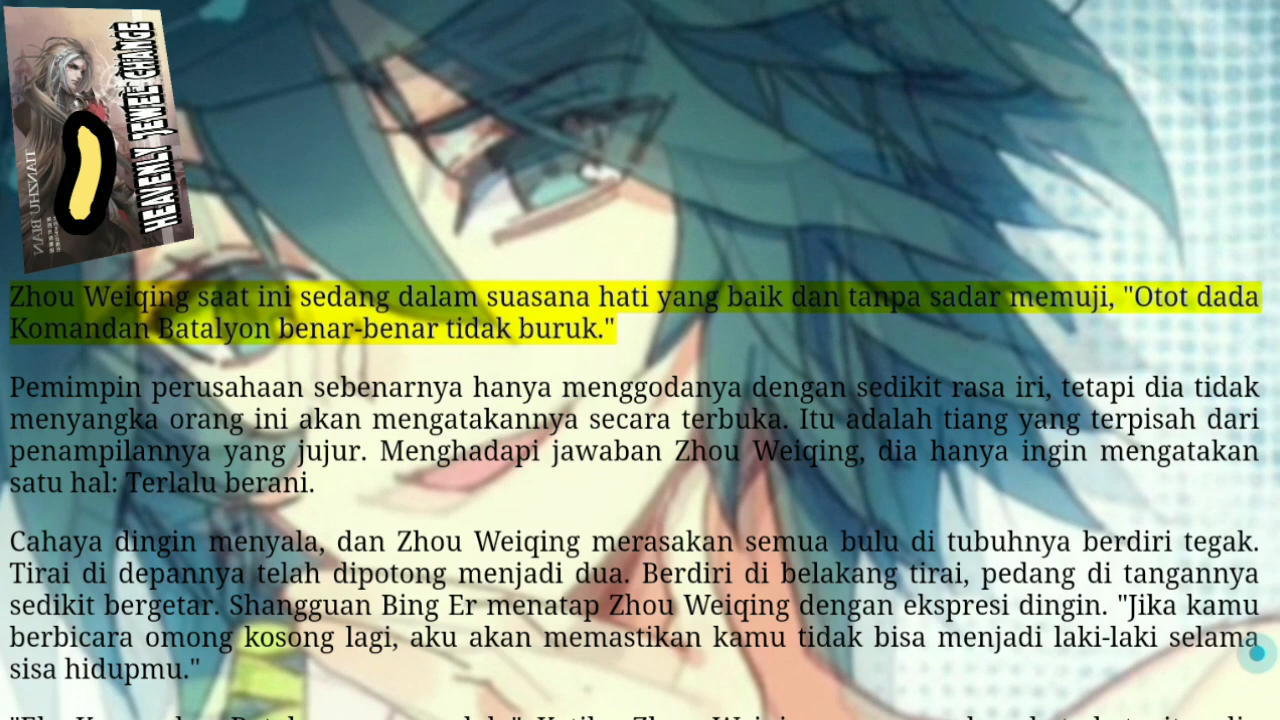 HEAVENLY JEWEL CHANGE
TIANZHU BIAN
Zhou Weiqing saat ini sedang dalam suasana hati yang baik dan tanpa sadar memuji, "Otot dada
Komandan Batalyon benar-benar tidak buruk."
Pemimpin perusahaan sebenarnya hanya menggodanya dengan sedikit rasa iri, tetapi dia tidak
menyangka orang ini akan mengatakannya secara terbuka. Itu adalah tiang yang terpisah dari
penampilannya yang jujur. Menghadapi jawaban Zhou Weiqing, dia hanya ingin mengatakan
satu hal: Terlalu berani.
Cahaya dingin menyala, dan Zhou Weiqing merasakan semua bulu di tubuhnya berdiri tegak.
Tirai di depannya telah dipotong menjadi dua. Berdiri di belakang tirai, pedang di tangannya
sedikit bergetar. Shangguan Bing Er menatap Zhou Weiqing dengan ekspresi dingin. "Jika kamu
berbicara omong kosong lagi, aku akan memastikan kamu tidak bisa menjadi laki-laki selama
sisa hidupmu."